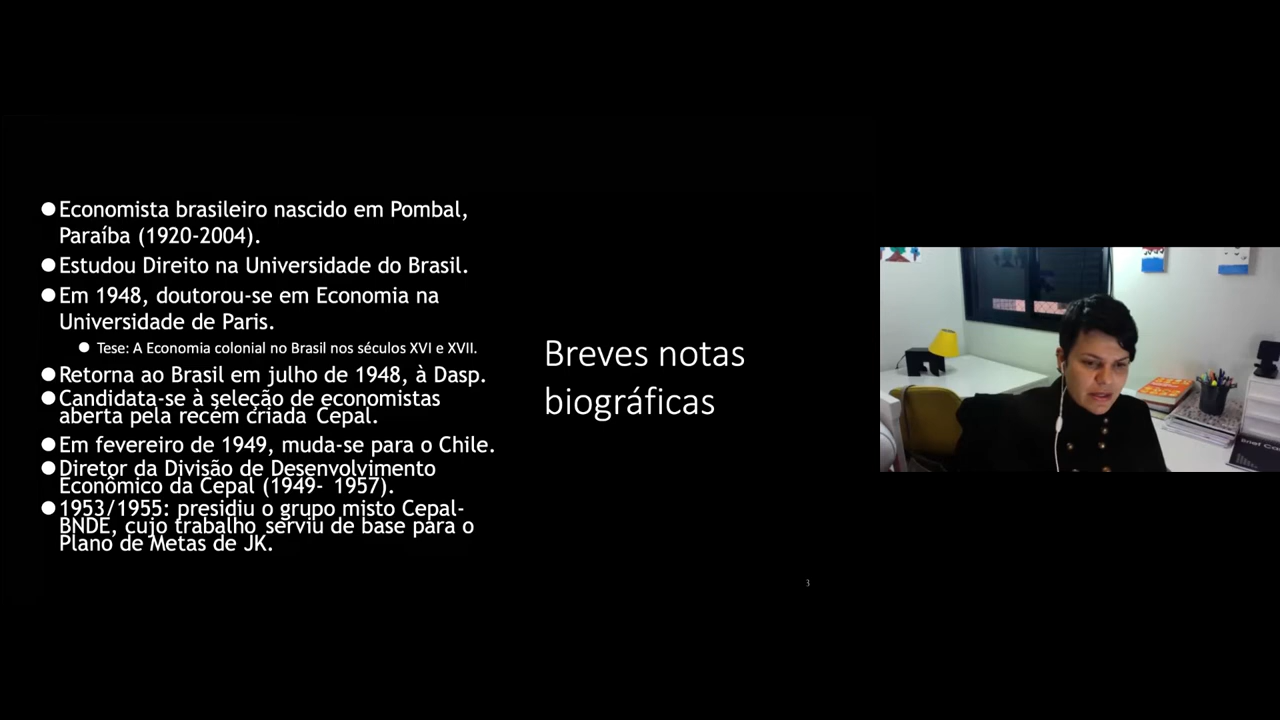 ●Economista brasileiro nascido em Pombal,
Paraíba (1920-2004).
●Estudou Direito na Universidade do Brasil.
●Em 1948, doutorou-se em Economia na
Universidade de Paris.
● Tese: A Economia colonial no Brasil nos séculos XVI e XVII.
●Retorna ao Brasil em julho de 1948, à Dasp.
●Candidata-se à seleção de economistas
aberta pela recém criada Cepal.
●Em fevereiro de 1949, muda-se para o Chile.
●Diretor da Divisão de Desenvolvimento
Econômico da Cepal (1949- 1957).
●1953/1955: presidiu o grupo misto Cepal-
BNDE, cujo trabalho serviu de base para o
Plano de Metas de JK.
Breves notas
biográficas
3